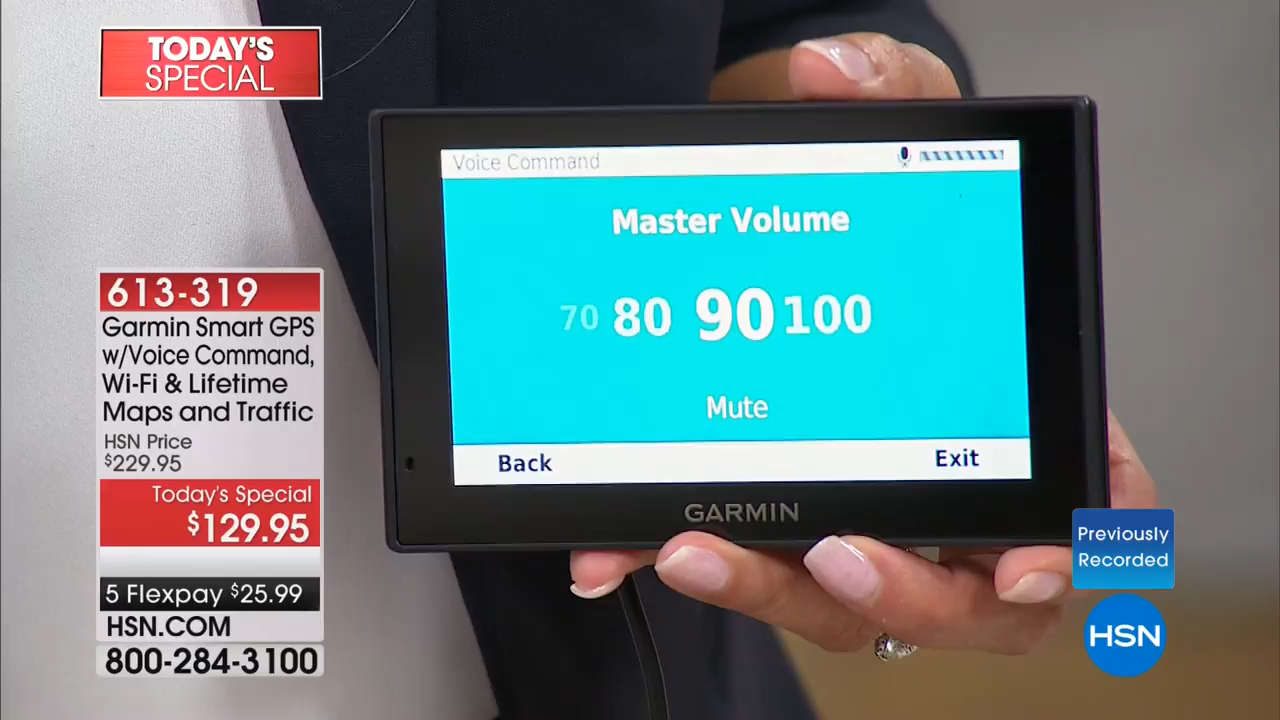 TODAY'S
SPECIAL
613-319
Garmin Smart GPS
w/Voice Command,
Wi-Fi & Lifetime
Maps and Traffic
HSN Price
$229.95
Today's Special
$129.95
5 Flexpay $25.99
HSN.COM
800-284-3100
Voice Command
Master Volume
70 80 90 100
Mute
Back Exit
GARMIN
Previously
Recorded
HSN